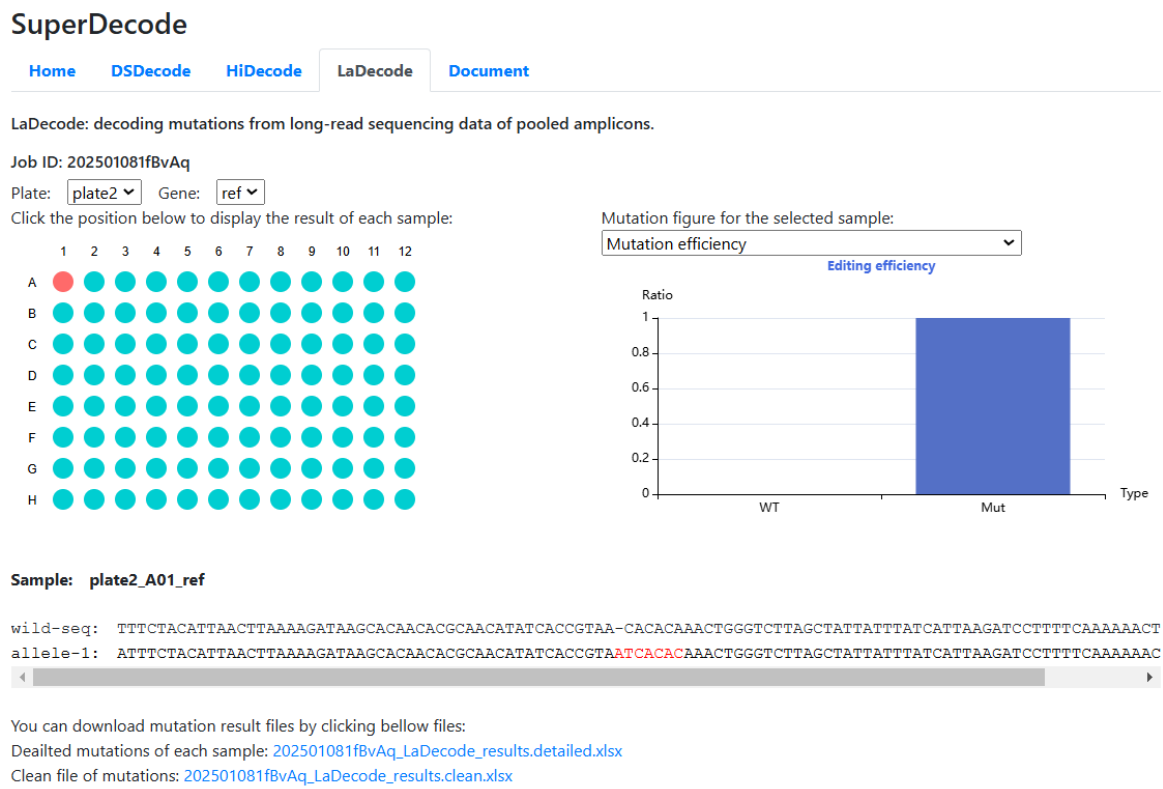 SuperDecode
Home DSDecode HiDecode LaDecode Document
LaDecode: decoding mutations from long-read sequencing data of pooled amplicons.
Job ID: 202501081fBvAq
Plate: plate2 Gene: ref
Click the position below to display the result of each sample:
1 2 3 4 5 6 7 8 9 10 11 12
A
B
C
D
E
F
G
H
Mutation figure for the selected sample:
Mutation efficiency
Editing efficiency
Ratio
1
0.8
0.6
0.4
0.2
0
WT Mut
Type
Sample: plate2_A01_ref
wild-seq: TTTCTACATTAACTTAAAAGATAAGCACAACACGCAACATATCACCGTAA-CACACAAACTGGGTCTTAGCTATTATTTATCATTAAGATCCTTTTCAAAAAACT
allele-1: ATTTCTACATTAACTTAAAAGATAAGCACAACACGCAACATATCACCGTAATCACACAAACTGGGTCTTAGCTATTATTTATCATTAAGATCCTTTTCAAAAAAC
You can download mutation result files by clicking bellow files:
Deailted mutations of each sample: 202501081fBvAq_LaDecode_results.detailed.xlsx
Clean file of mutations: 202501081fBvAq_LaDecode_results.clean.xlsx